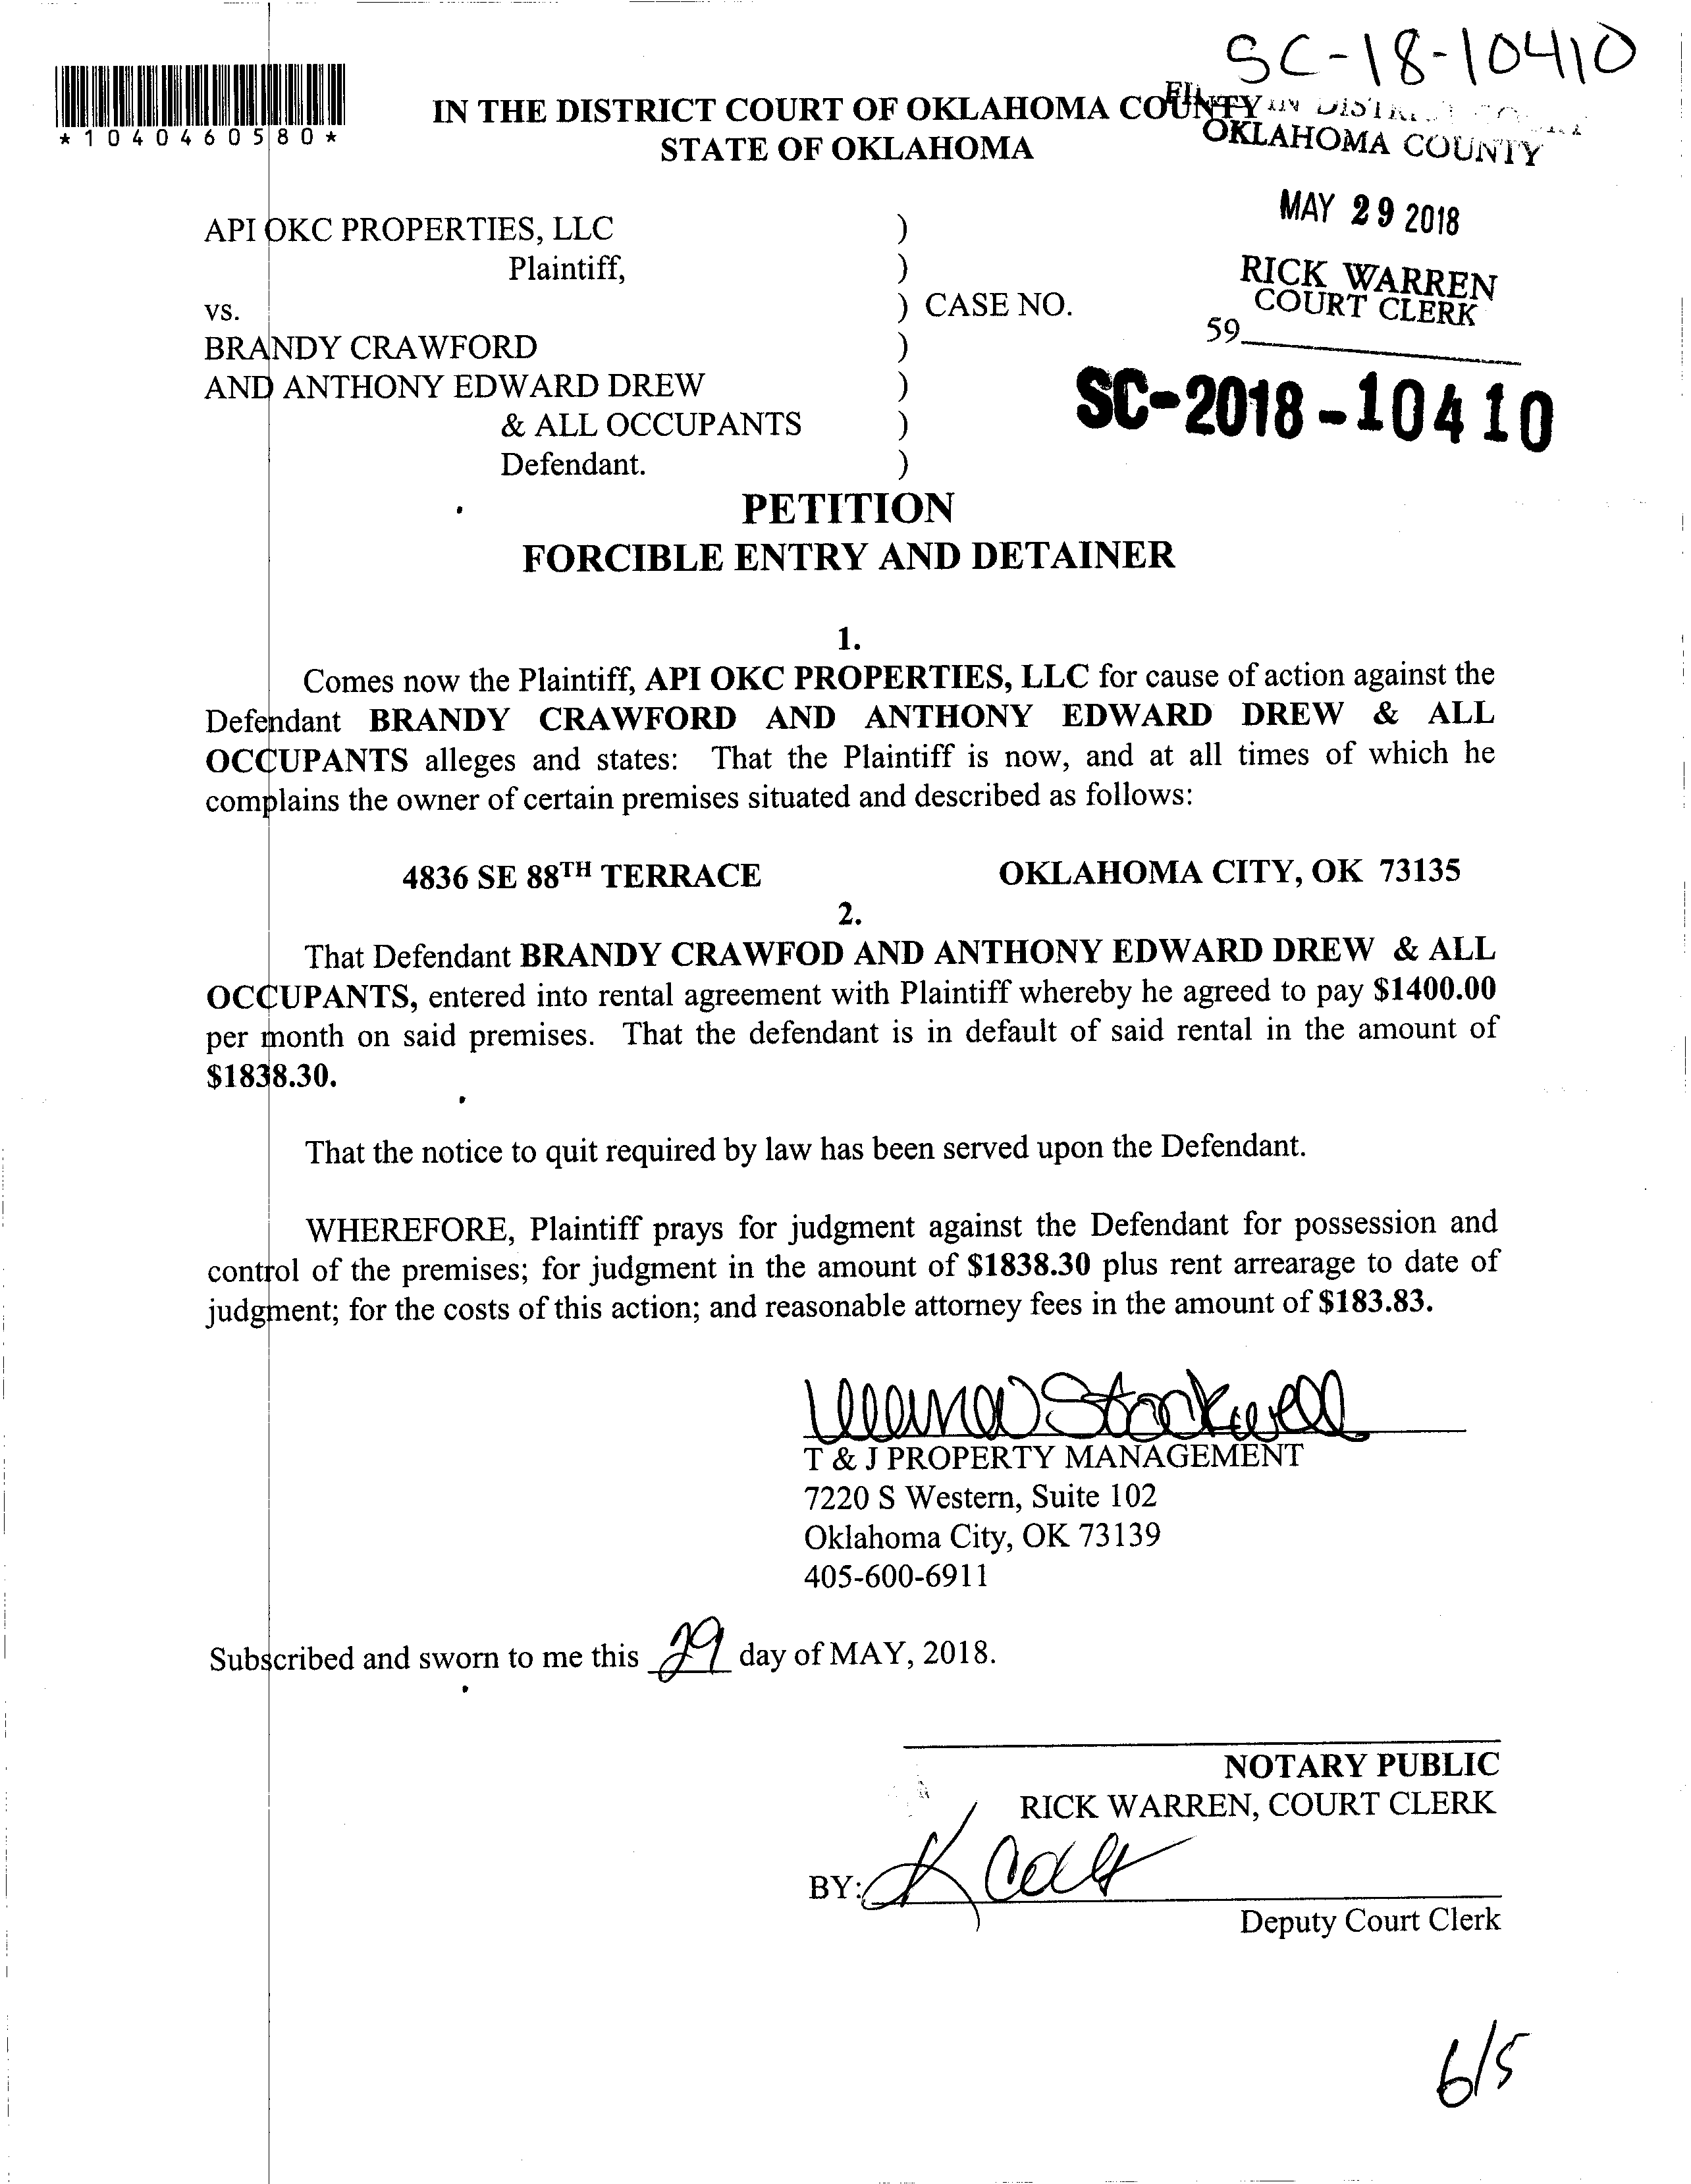 SC-18-10410
*1040460580*
IN THE DISTRICT COURT OF OKLAHOMA COUNTY
STATE OF OKLAHOMA
IN DISTRICT
OKLAHOMA COUNTY
MAY 29 2018
RICK WARREN
COURT CLERK
59
API OKC PROPERTIES, LLC )
Plaintiff, )
vs. ) CASE NO.
BRANDY CRAWFORD )
AND ANTHONY EDWARD DREW )
& ALL OCCUPANTS )
Defendant. )
SC-2018-10410
PETITION
FORCIBLE ENTRY AND DETAINER
1.
Comes now the Plaintiff, API OKC PROPERTIES, LLC for cause of action against the
Defendant BRANDY CRAWFORD AND ANTHONY EDWARD DREW & ALL
OCCUPANTS alleges and states: That the Plaintiff is now, and at all times of which he
complains the owner of certain premises situated and described as follows:
4836 SE 88TH TERRACE OKLAHOMA CITY, OK 73135
2.
That Defendant BRANDY CRAWFOD AND ANTHONY EDWARD DREW & ALL
OCCUPANTS, entered into rental agreement with Plaintiff whereby he agreed to pay $1400.00
per month on said premises. That the defendant is in default of said rental in the amount of
$1838.30.
That the notice to quit required by law has been served upon the Defendant.
WHEREFORE, Plaintiff prays for judgment against the Defendant for possession and
control of the premises; for judgment in the amount of $1838.30 plus rent arrearage to date of
judgment; for the costs of this action; and reasonable attorney fees in the amount of $183.83.
Stockwell
T & J PROPERTY MANAGEMENT
7220 S Western, Suite 102
Oklahoma City, OK 73139
405-600-6911
Subscribed and sworn to me this 29 day of MAY, 2018.
NOTARY PUBLIC
RICK WARREN, COURT CLERK
BY: K
Deputy Court Clerk
6/5